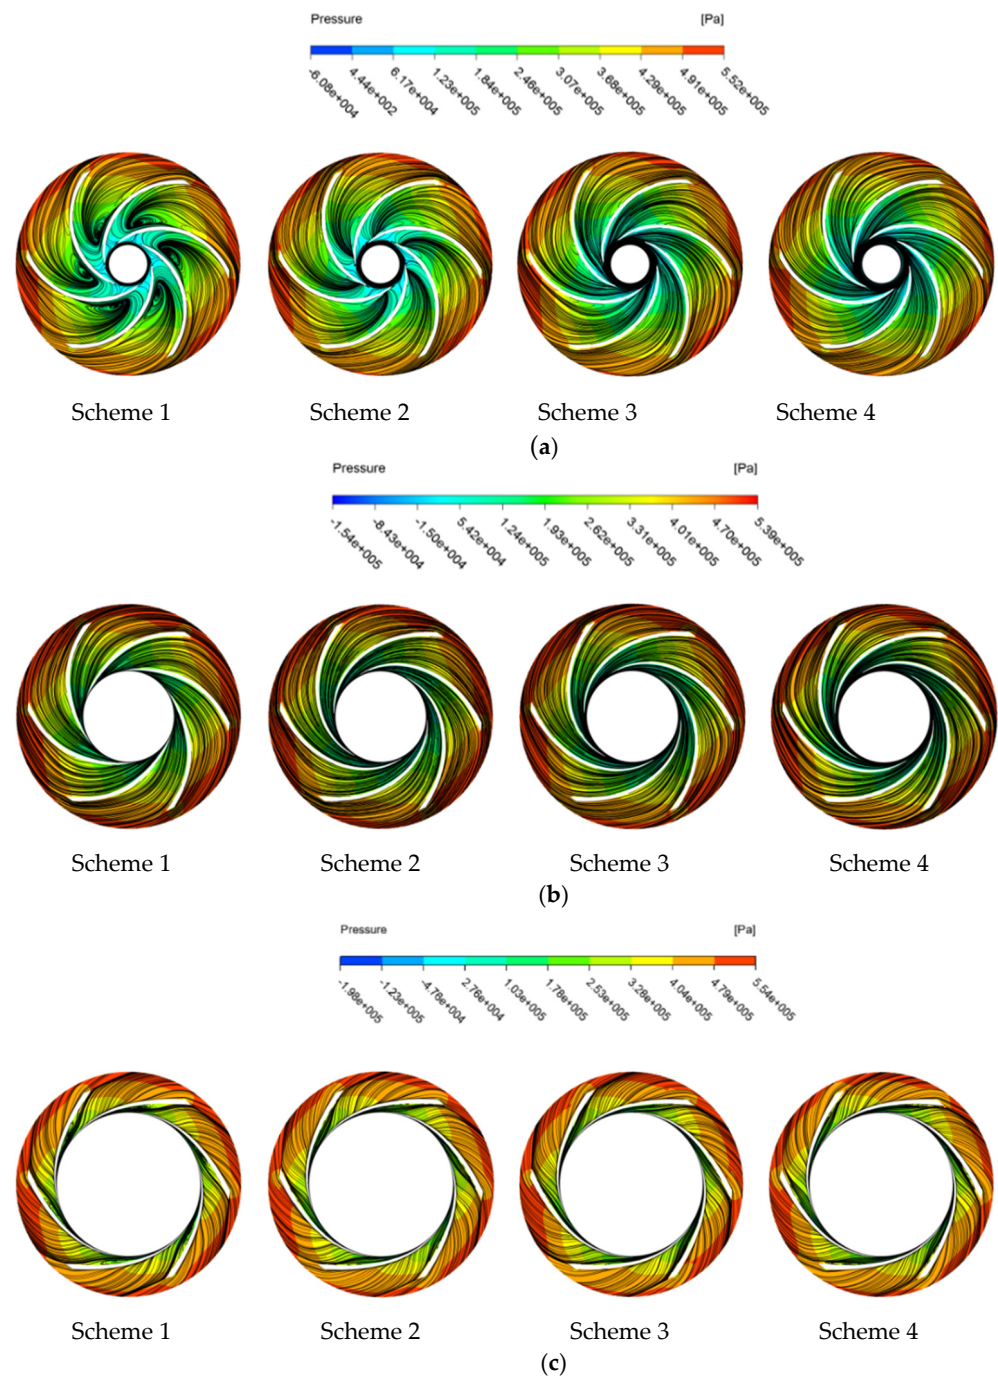 Pressure [Pa]
-6.08e+004 4.44e+002 6.17e+004 1.23e+005 1.84e+005 2.46e+005 3.07e+005 3.68e+005 4.29e+005 4.91e+005 5.52e+005
Scheme 1 Scheme 2 Scheme 3 Scheme 4
(a)
Pressure [Pa]
-1.54e+005 -8.43e+004 -1.50e+004 5.42e+004 1.24e+005 1.93e+005 2.62e+005 3.31e+005 4.01e+005 4.70e+005 5.39e+005
Scheme 1 Scheme 2 Scheme 3 Scheme 4
(b)
Pressure [Pa]
-1.98e+005 -1.23e+005 -4.76e+004 2.76e+004 1.03e+005 1.78e+005 2.53e+005 3.28e+005 4.04e+005 4.79e+005 5.54e+005
Scheme 1 Scheme 2 Scheme 3 Scheme 4
(c)